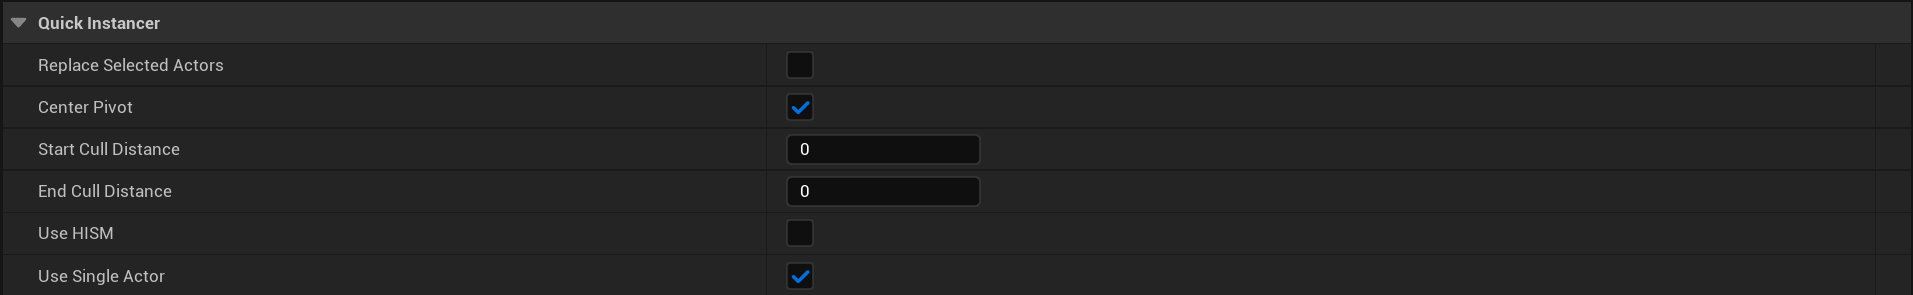 Quick Instancer
Replace Selected Actors
Center Pivot
Start Cull Distance 0
End Cull Distance 0
Use HISM
Use Single Actor